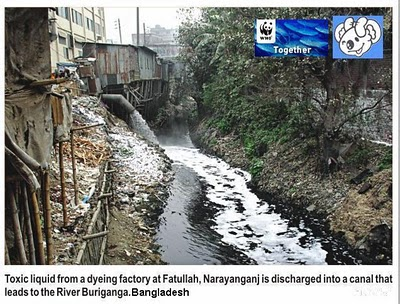 WWF
Together
Toxic liquid from a dyeing factory at Fatullah, Narayanganj is discharged into a canal that
leads to the River Buriganga.Bangladesh